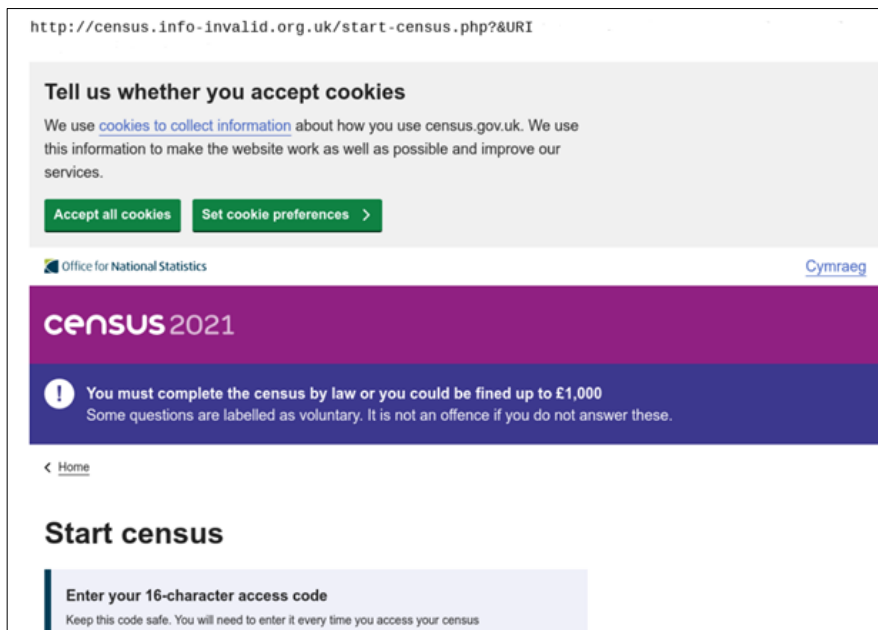 http://census.info-invalid.org.uk/start-census.php?&URI
Tell us whether you accept cookies
We use cookies to collect information about how you use census.gov.uk. We use
this information to make the website work as well as possible and improve our
services.
Accept all cookies
Set cookie preferences
Office for National Statistics
Cymraeg
census 2021
! You must complete the census by law or you could be fined up to £1,000
Some questions are labelled as voluntary. It is not an offence if you do not answer these.
Home
Start census
Enter your 16-character access code
Keep this code safe. You will need to enter it every time you access your census